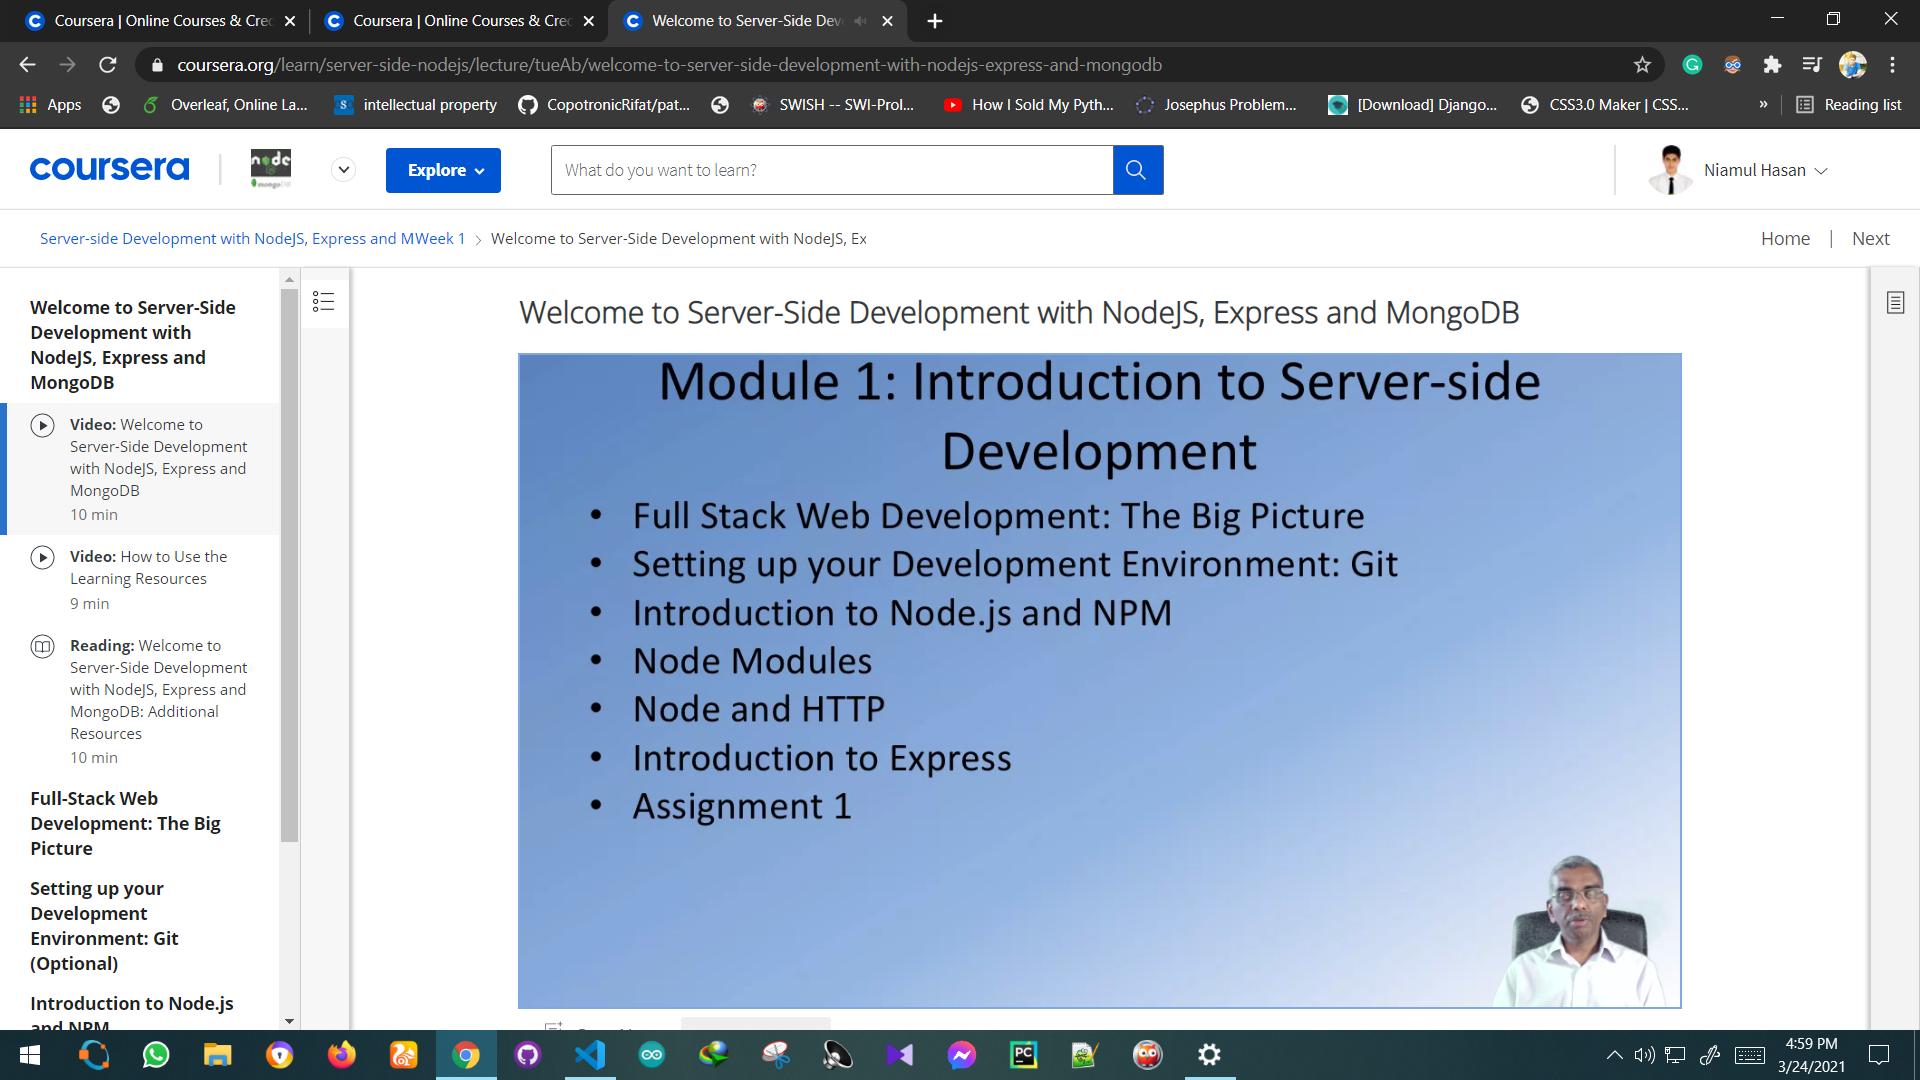 Coursera | Online Courses & Cre
Coursera | Online Courses & Cre
Welcome to Server-Side Dev
coursera.org/learn/server-side-nodejs/lecture/tueAb/welcome-to-server-side-development-with-nodejs-express-and-mongodb
Apps
Overleaf, Online La...
intellectual property
CopotronicRifat/pat...
SWISH -- SWI-Prol...
How I Sold My Pyth...
Josephus Problem...
[Download] Django...
CSS3.0 Maker | CSS...
»
Reading list
coursera
node
mongoDB
Explore
What do you want to learn?
Niamul Hasan
Server-side Development with NodeJS, Express and MWeek 1
Welcome to Server-Side Development with NodeJS, Ex
Home | Next
Welcome to Server-Side
Development with
NodeJS, Express and
MongoDB
Video: Welcome to
Server-Side Development
with NodeJS, Express and
MongoDB
10 min
Video: How to Use the
Learning Resources
9 min
Reading: Welcome to
Server-Side Development
with NodeJS, Express and
MongoDB: Additional
Resources
10 min
Full-Stack Web
Development: The Big
Picture
Setting up your
Development
Environment: Git
(Optional)
Introduction to Node.js
and NPM
Welcome to Server-Side Development with NodeJS, Express and MongoDB
Module 1: Introduction to Server-side
Development
• Full Stack Web Development: The Big Picture
• Setting up your Development Environment: Git
• Introduction to Node.js and NPM
• Node Modules
• Node and HTTP
• Introduction to Express
• Assignment 1
PC
4:59 PM
3/24/2021